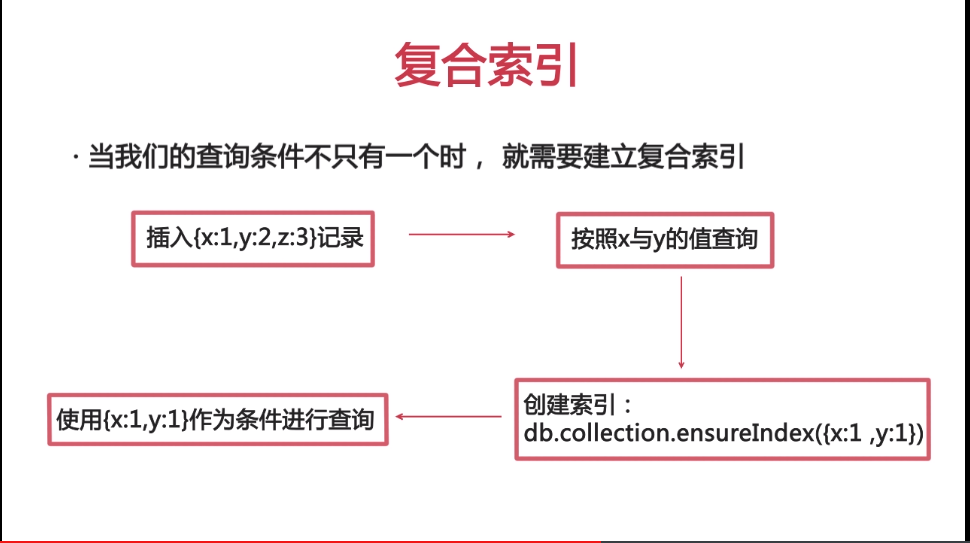 复合索引
· 当我们的查询条件不只有一个时， 就需要建立复合索引
插入{x:1,y:2,z:3}记录
按照x与y的值查询
创建索引：
db.collection.ensureIndex({x:1 ,y:1})
使用{x:1,y:1}作为条件进行查询